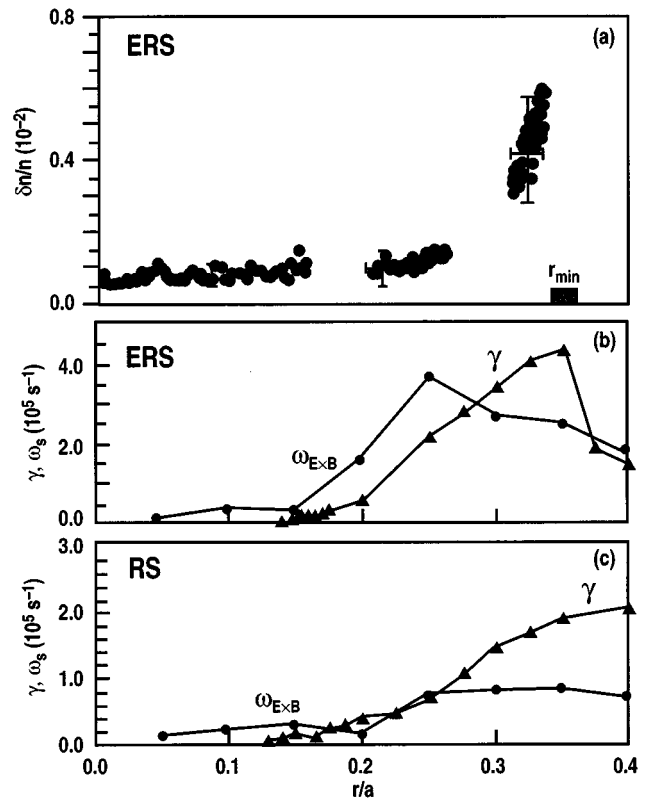 0.8
ERS
(a)
δn/n (10⁻²)
0.4
r_min
0.0
(b)
ERS
γ
4.0
γ, ω_s (10⁵ s⁻¹)
ω_E×B
2.0
0.0
3.0
(c)
RS
γ
2.0
γ, ω_s (10⁵ s⁻¹)
ω_E×B
1.0
0.0
0.0 0.1 0.2 0.3 0.4
r/a